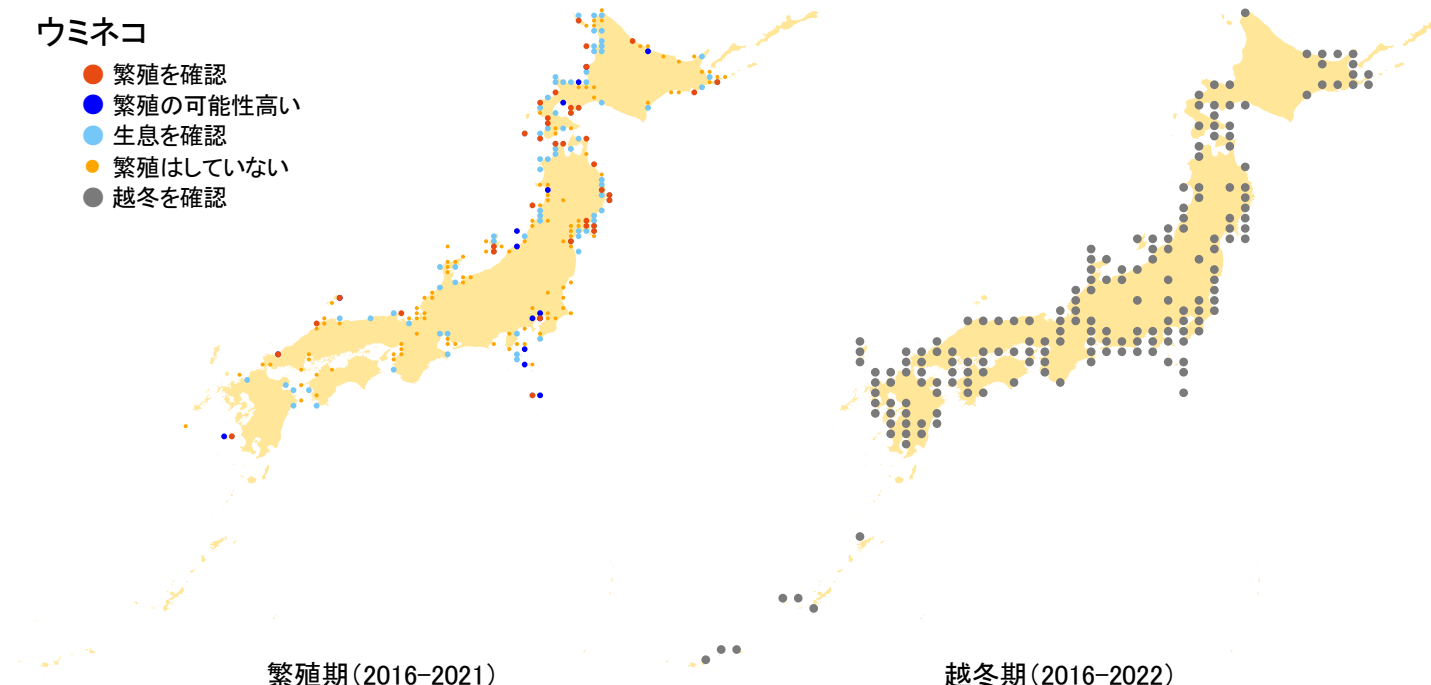 ウミネコ
繁殖を確認
繁殖の可能性高い
生息を確認
繁殖はしていない
越冬を確認
繁殖期(2016-2021)
越冬期(2016-2022)